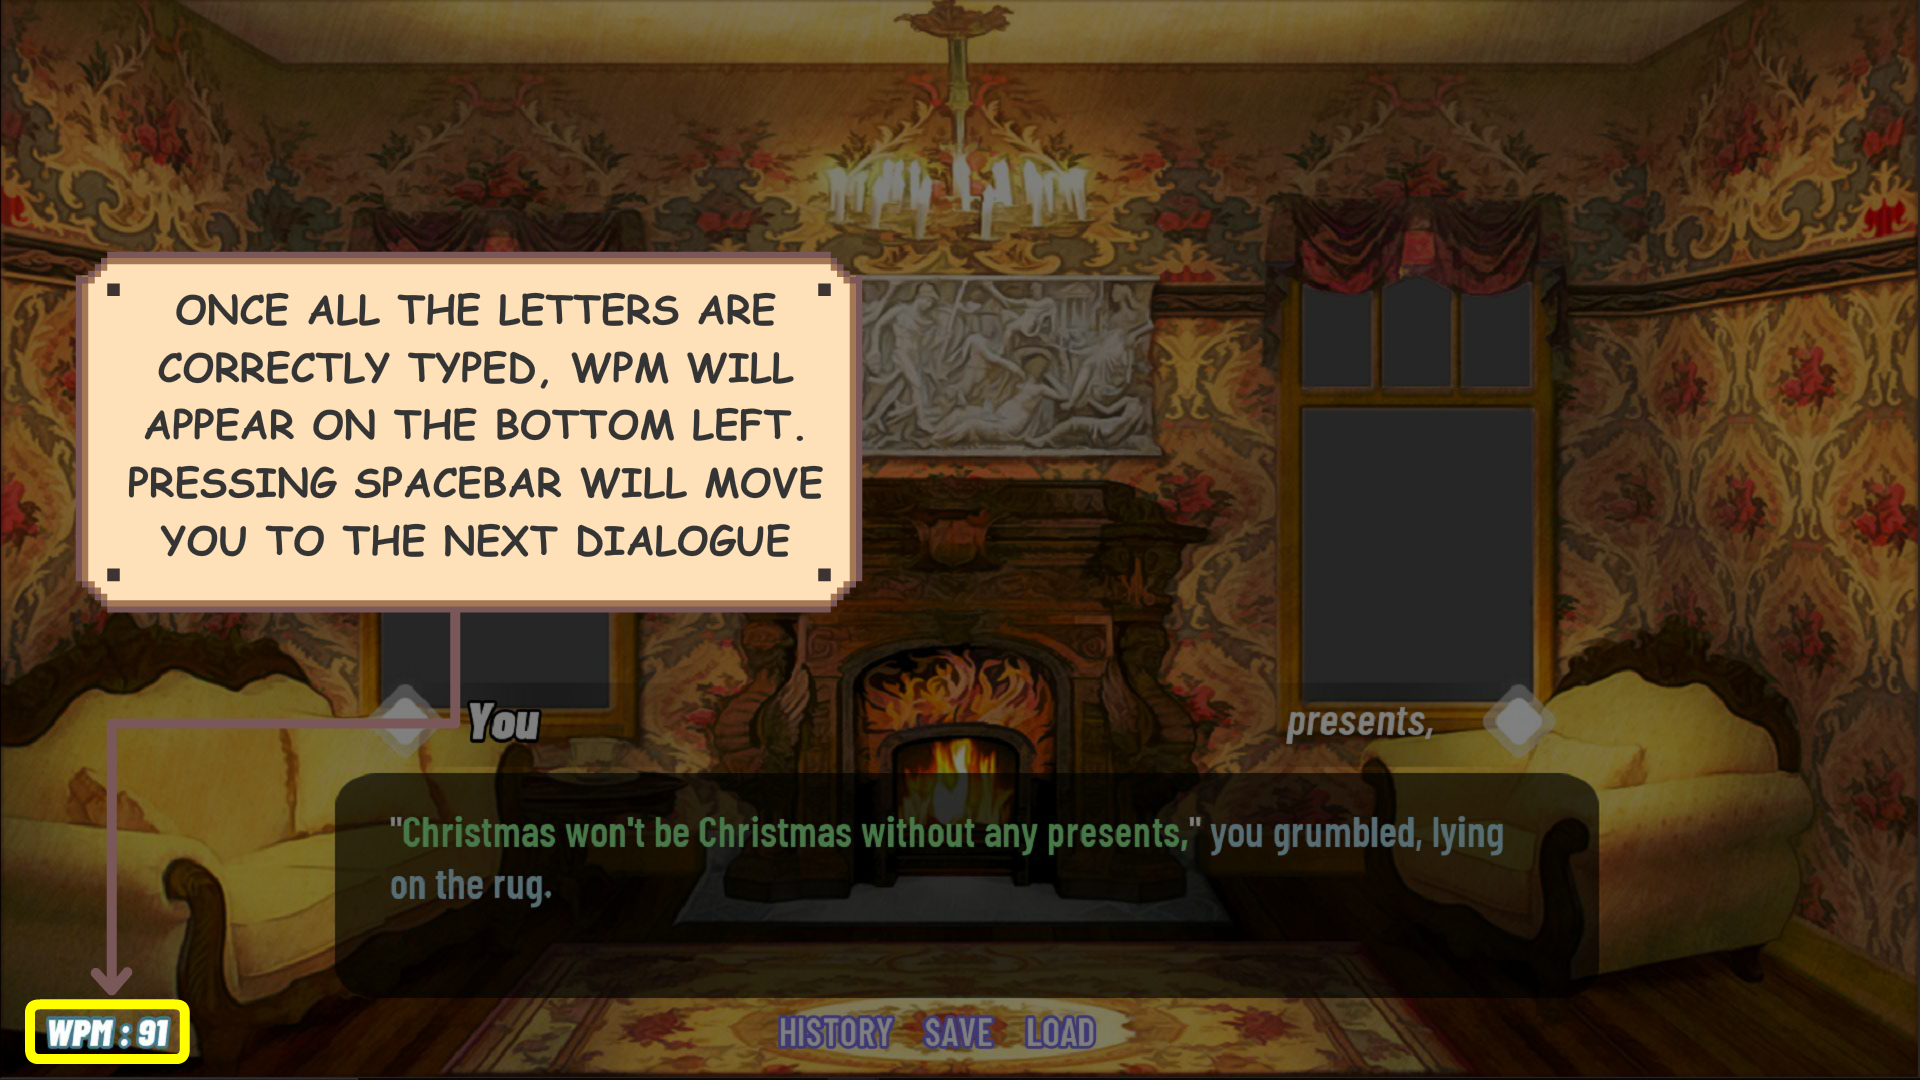 ONCE ALL THE LETTERS ARE
CORRECTLY TYPED, WPM WILL
APPEAR ON THE BOTTOM LEFT.
PRESSING SPACEBAR WILL MOVE
YOU TO THE NEXT DIALOGUE
You
presents,
"Christmas won't be Christmas without any presents," you grumbled, lying
on the rug.
WPM : 91
HISTORY SAVE LOAD